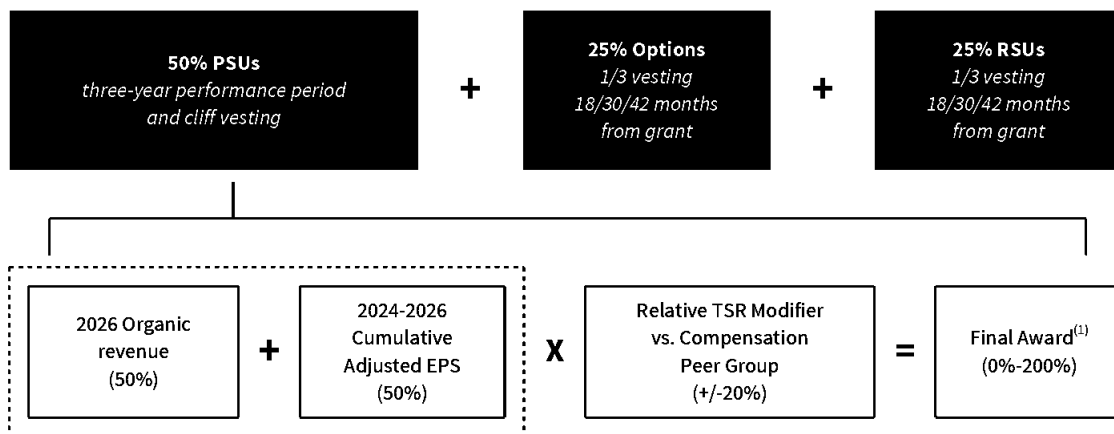 50% PSUs
three-year performance period
and cliff vesting
+
25% Options
1/3 vesting
18/30/42 months
from grant
+
25% RSUs
1/3 vesting
18/30/42 months
from grant
2026 Organic
revenue
(50%)
+
2024-2026
Cumulative
Adjusted EPS
(50%)
X
Relative TSR Modifier
vs. Compensation
Peer Group
(+/-20%)
=
Final Award(1)
(0%-200%)